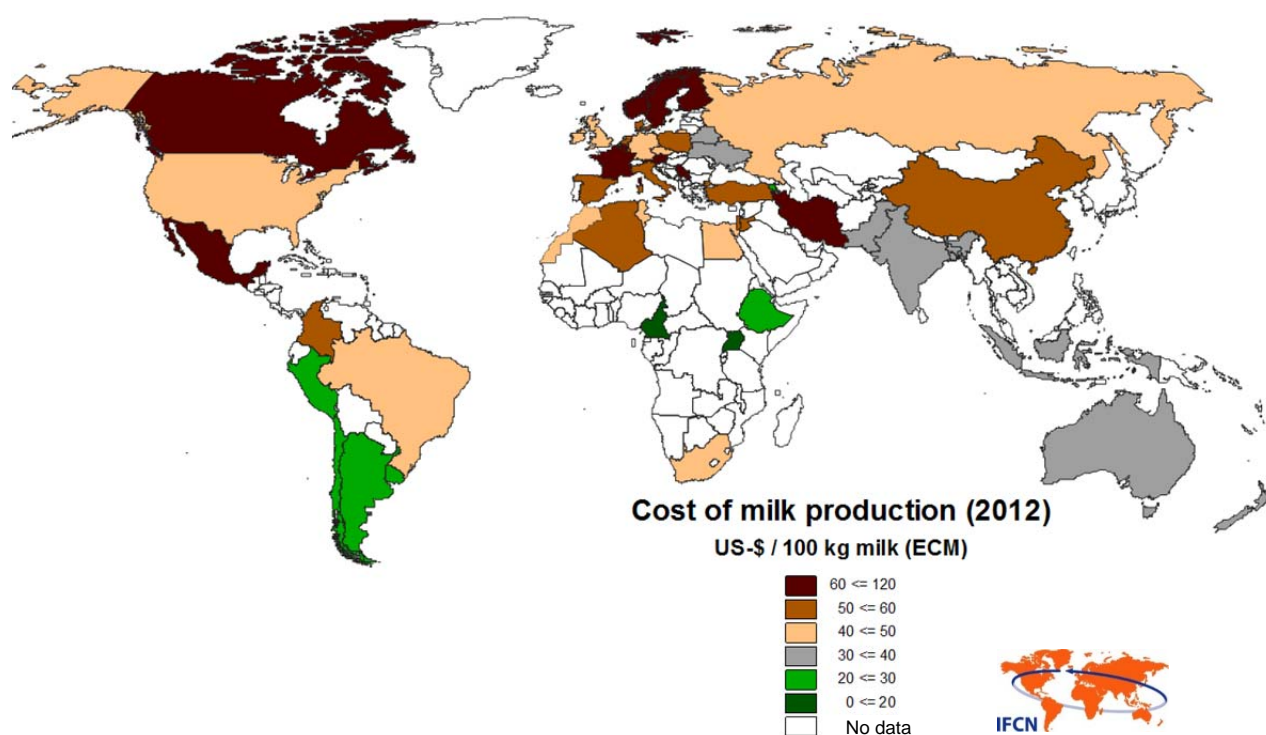 Cost of milk production (2012)
US-$ / 100 kg milk (ECM)
60 <= 120
50 <= 60
40 <= 50
30 <= 40
20 <= 30
0 <= 20
No data
IFCN